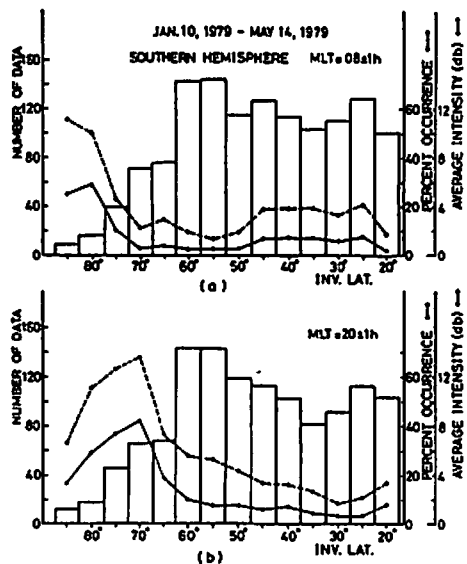 JAN.10, 1979 – MAY 14, 1979
SOUTHERN HEMISPHERE MLT=08±1h
NUMBER OF DATA
160
120
80
40
0
80° 70° 60° 50° 40° 30° 20°
(a) INV. LAT.
60
40
20
0
PERCENT OCCURRENCE
12
8
4
0
AVERAGE INTENSITY (db)
MLT=20±1h
NUMBER OF DATA
160
120
80
40
0
80° 70° 60° 50° 40° 30° 20°
(b) INV. LAT.
60
40
20
0
PERCENT OCCURRENCE
12
8
4
0
AVERAGE INTENSITY (db)